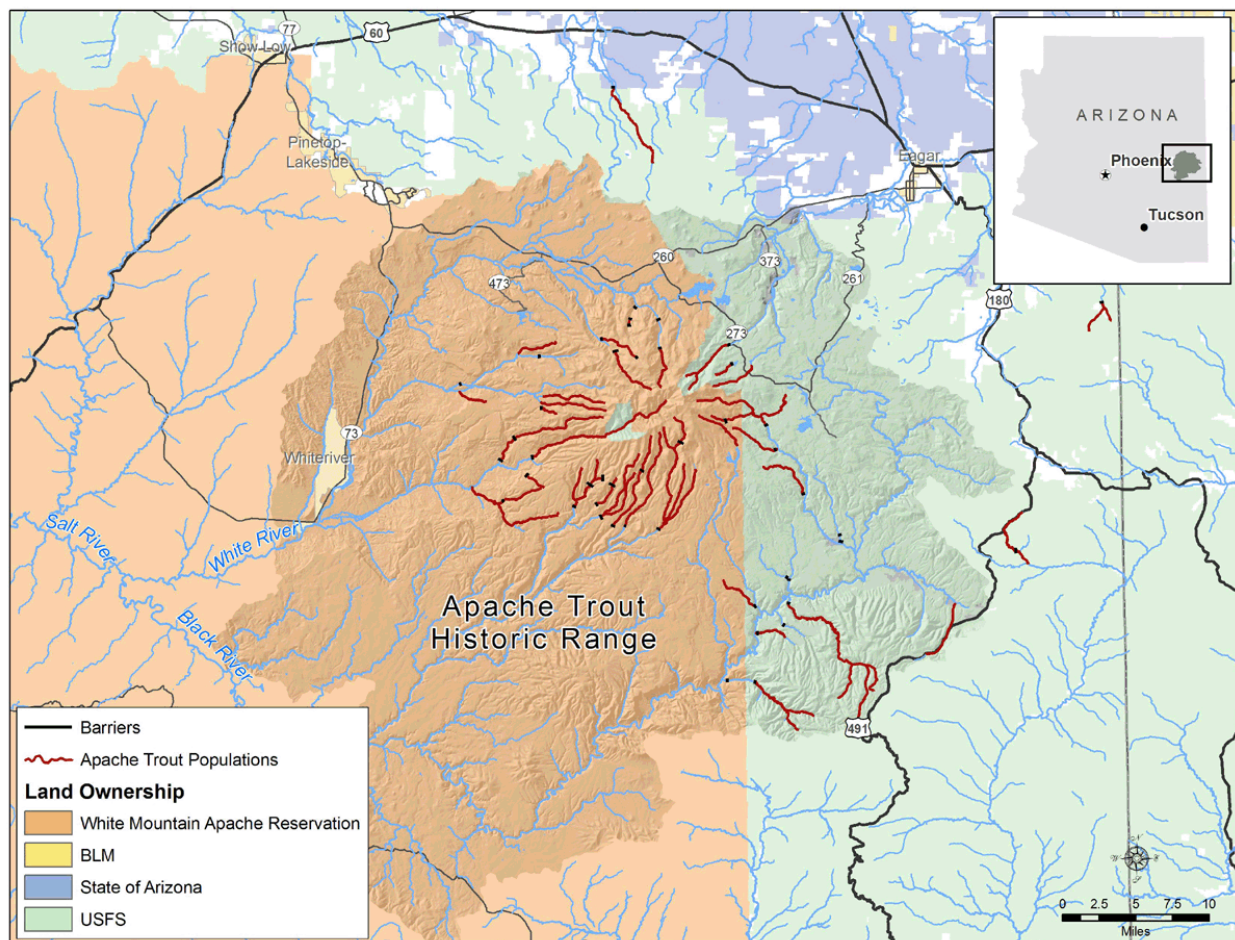 77
60
Show Low
Pinetop-
Lakeside
Eagar
ARIZONA
Phoenix
Tucson
260
373
261
473
180
273
73
Whiteriver
Salt River
White River
Black River
Apache Trout
Historic Range
491
Barriers
Apache Trout Populations
Land Ownership
White Mountain Apache Reservation
BLM
State of Arizona
USFS
N
W
E
S
0 2.5 5 7.5 10
Miles